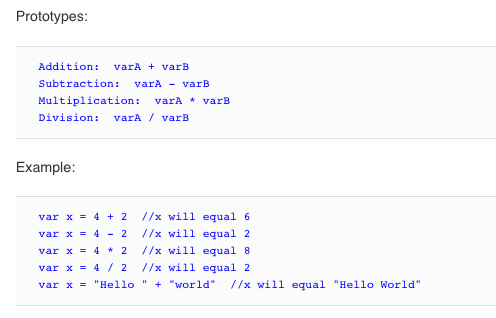 Prototypes:
Addition:  varA + varB
Subtraction:  varA - varB
Multiplication:  varA * varB
Division:  varA / varB
Example:
var x = 4 + 2  //x will equal 6
var x = 4 - 2  //x will equal 2
var x = 4 * 2  //x will equal 8
var x = 4 / 2  //x will equal 2
var x = "Hello " + "world"  //x will equal "Hello World"